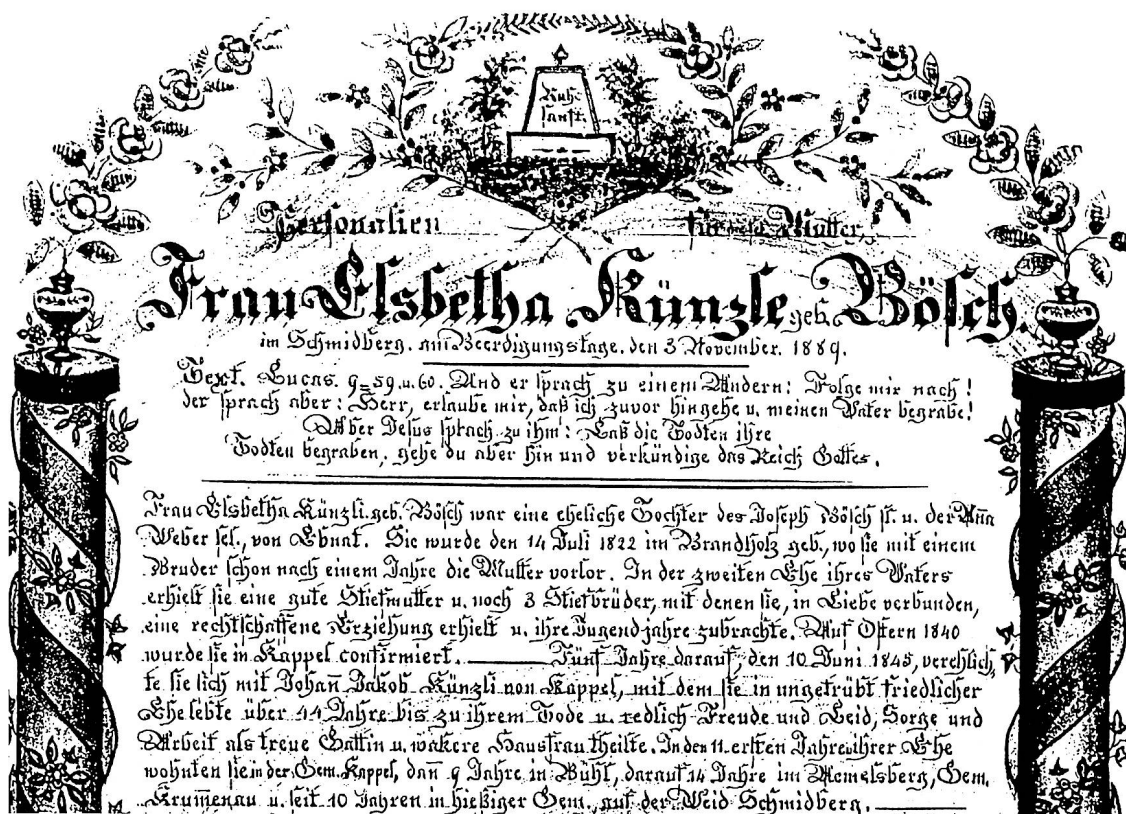 Ruhe
sanft.
Personalien für die Mutter,
Frau Elsbetha Künzle geb. Bösch.
im Schmidberg, am Beerdigungstage, den 3 November. 1889.
Text. Lucas. 9=59. u. 60. Und er sprach zu einem Andern: Folge mir nach!
der sprach aber: Herr, erlaube mir, daß ich zuvor hingehe u. meinen Vater begrabe!
Aber Jesus sprach zu ihm: Laß die Todten ihre
Todten begraben, gehe du aber hin und verkündige das Reich Gottes.
Frau Elsbetha Künzli geb. Bösch war eine eheliche Tochter des Joseph Bösch sl. u. der Aña
Weber sel., von Ebnat. Sie wurde den 14 Juli 1822 im Brandholz geb., wo sie mit einem
Bruder schon nach einem Jahre die Mutter vorlor. In der zweiten Ehe ihres Vaters
erhielt sie eine gute Stiefmutter u. noch 3 Stiefbrüder, mit denen sie, in Liebe verbunden,
eine rechtschaffene Erziehung erhielt u. ihre Jugendjahre zubrachte. Auf Ostern 1840
wurde sie in Kappel confirmiert. Fünf Jahre darauf, den 10 Juni 1845, verehlich,
te sie sich mit Johañ Jakob Künzli von Kappel, mit dem sie in ungetrübt friedlicher
Ehe lebte über 44 Jahre bis zu ihrem Tode u. redlich Freude und Leid, Sorge und
Arbeit als treue Gattin u. wakere Hausfrau theilte. In den 11 ersten Jahren ihrer Ehe
wohnten sie in der Gem. Kappel, dañ 9 Jahre in Bühl, darauf 14 Jahre im Memelsberg, Gem.
Krum̃enau u. seit 10 Jahren in hießiger Gem., auf der Weid Schmidberg.